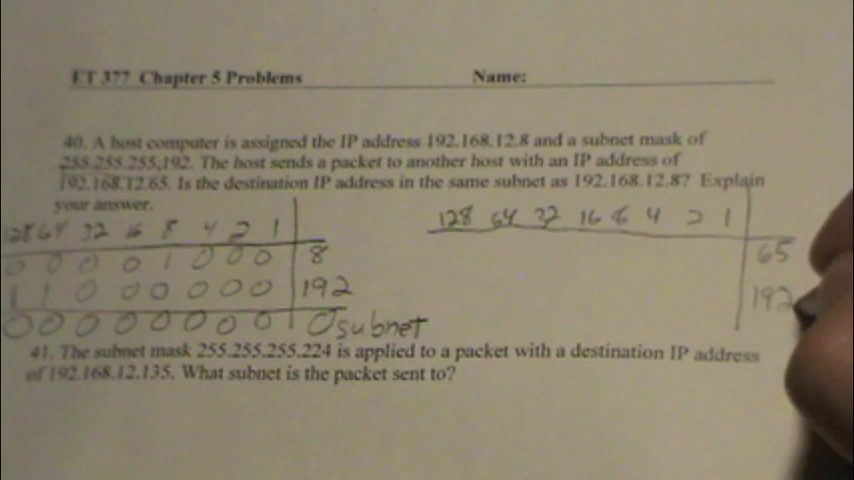 ET 377 Chapter 5 Problems Name:
40. A host computer is assigned the IP address 192.168.12.8 and a subnet mask of
255.255.255.192. The host sends a packet to another host with an IP address of
192.168.12.65. Is the destination IP address in the same subnet as 192.168.12.8? Explain
your answer.
128 64 32 16 8 4 2 1
0 0 0 0 1 0 0 0 8
1 1 0 0 0 0 0 0 192
0 0 0 0 0 0 0 0 0 subnet
128 64 32 16 8 4 2 1
65
192
41. The subnet mask 255.255.255.224 is applied to a packet with a destination IP address
of 192.168.12.135. What subnet is the packet sent to?